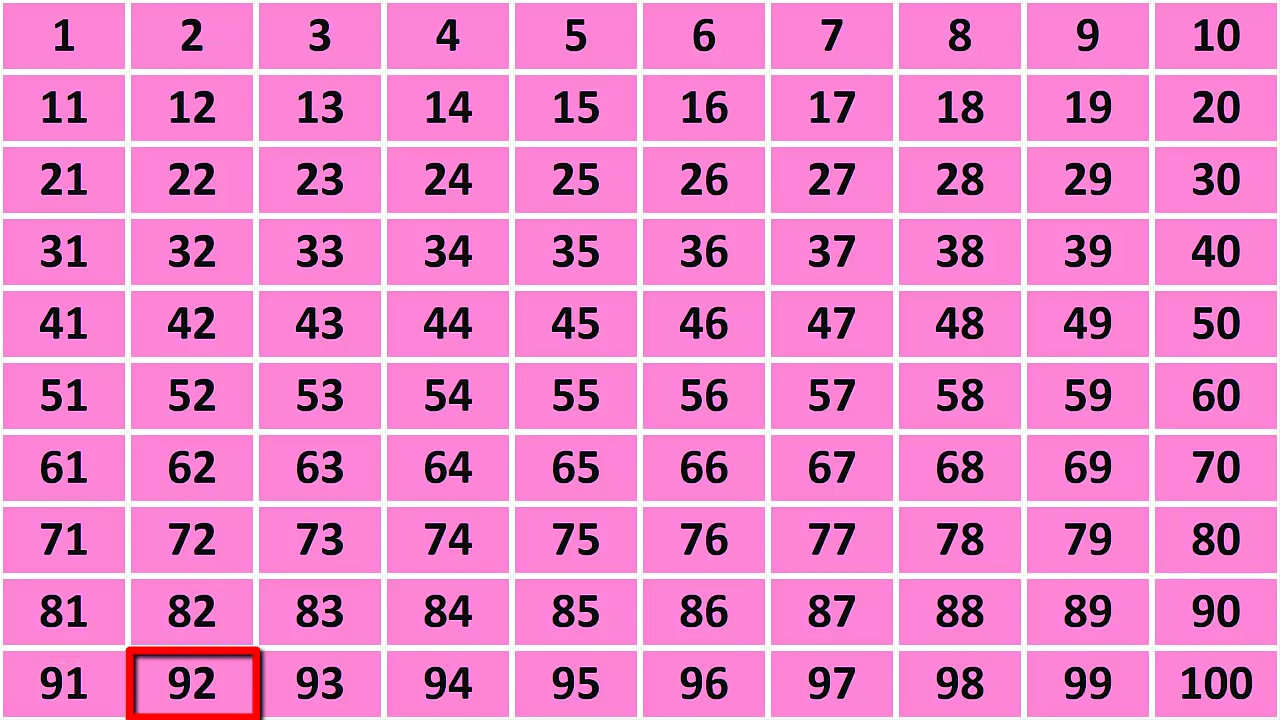 1 2 3 4 5 6 7 8 9 10
11 12 13 14 15 16 17 18 19 20
21 22 23 24 25 26 27 28 29 30
31 32 33 34 35 36 37 38 39 40
41 42 43 44 45 46 47 48 49 50
51 52 53 54 55 56 57 58 59 60
61 62 63 64 65 66 67 68 69 70
71 72 73 74 75 76 77 78 79 80
81 82 83 84 85 86 87 88 89 90
91 92 93 94 95 96 97 98 99 100